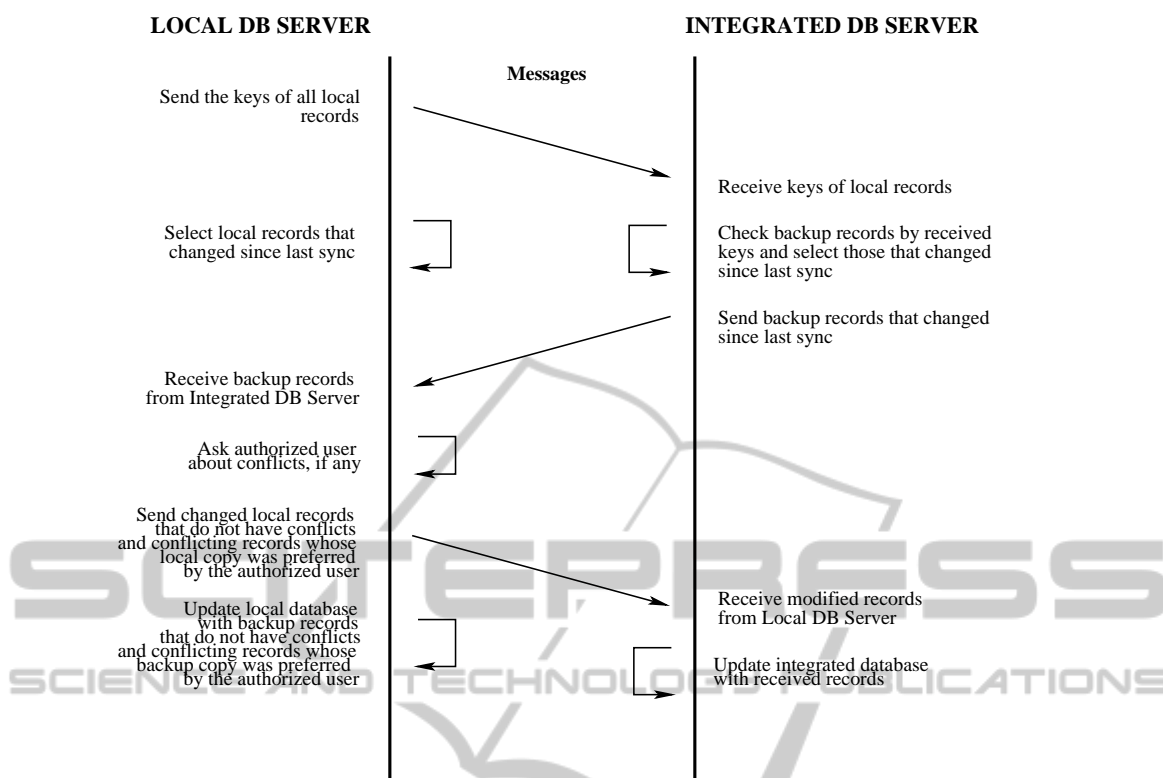 LOCAL DB SERVER
INTEGRATED DB SERVER
Messages
Send the keys of all local
records
Receive keys of local records
Select local records that
changed since last sync
Check backup records by received
keys and select those that changed
since last sync
Send backup records that changed
since last sync
Receive backup records
from Integrated DB Server
Ask authorized user
about conflicts, if any
Send changed local records
that do not have conflicts
and conflicting records whose
local copy was preferred
by the authorized user
Receive modified records
from Local DB Server
Update local database
with backup records
that do not have conflicts
and conflicting records whose
backup copy was preferred
by the authorized user
Update integrated database
with received records
SCITEPRESS
SCIENCE AND TECHNOLOGY PUBLICATIONS